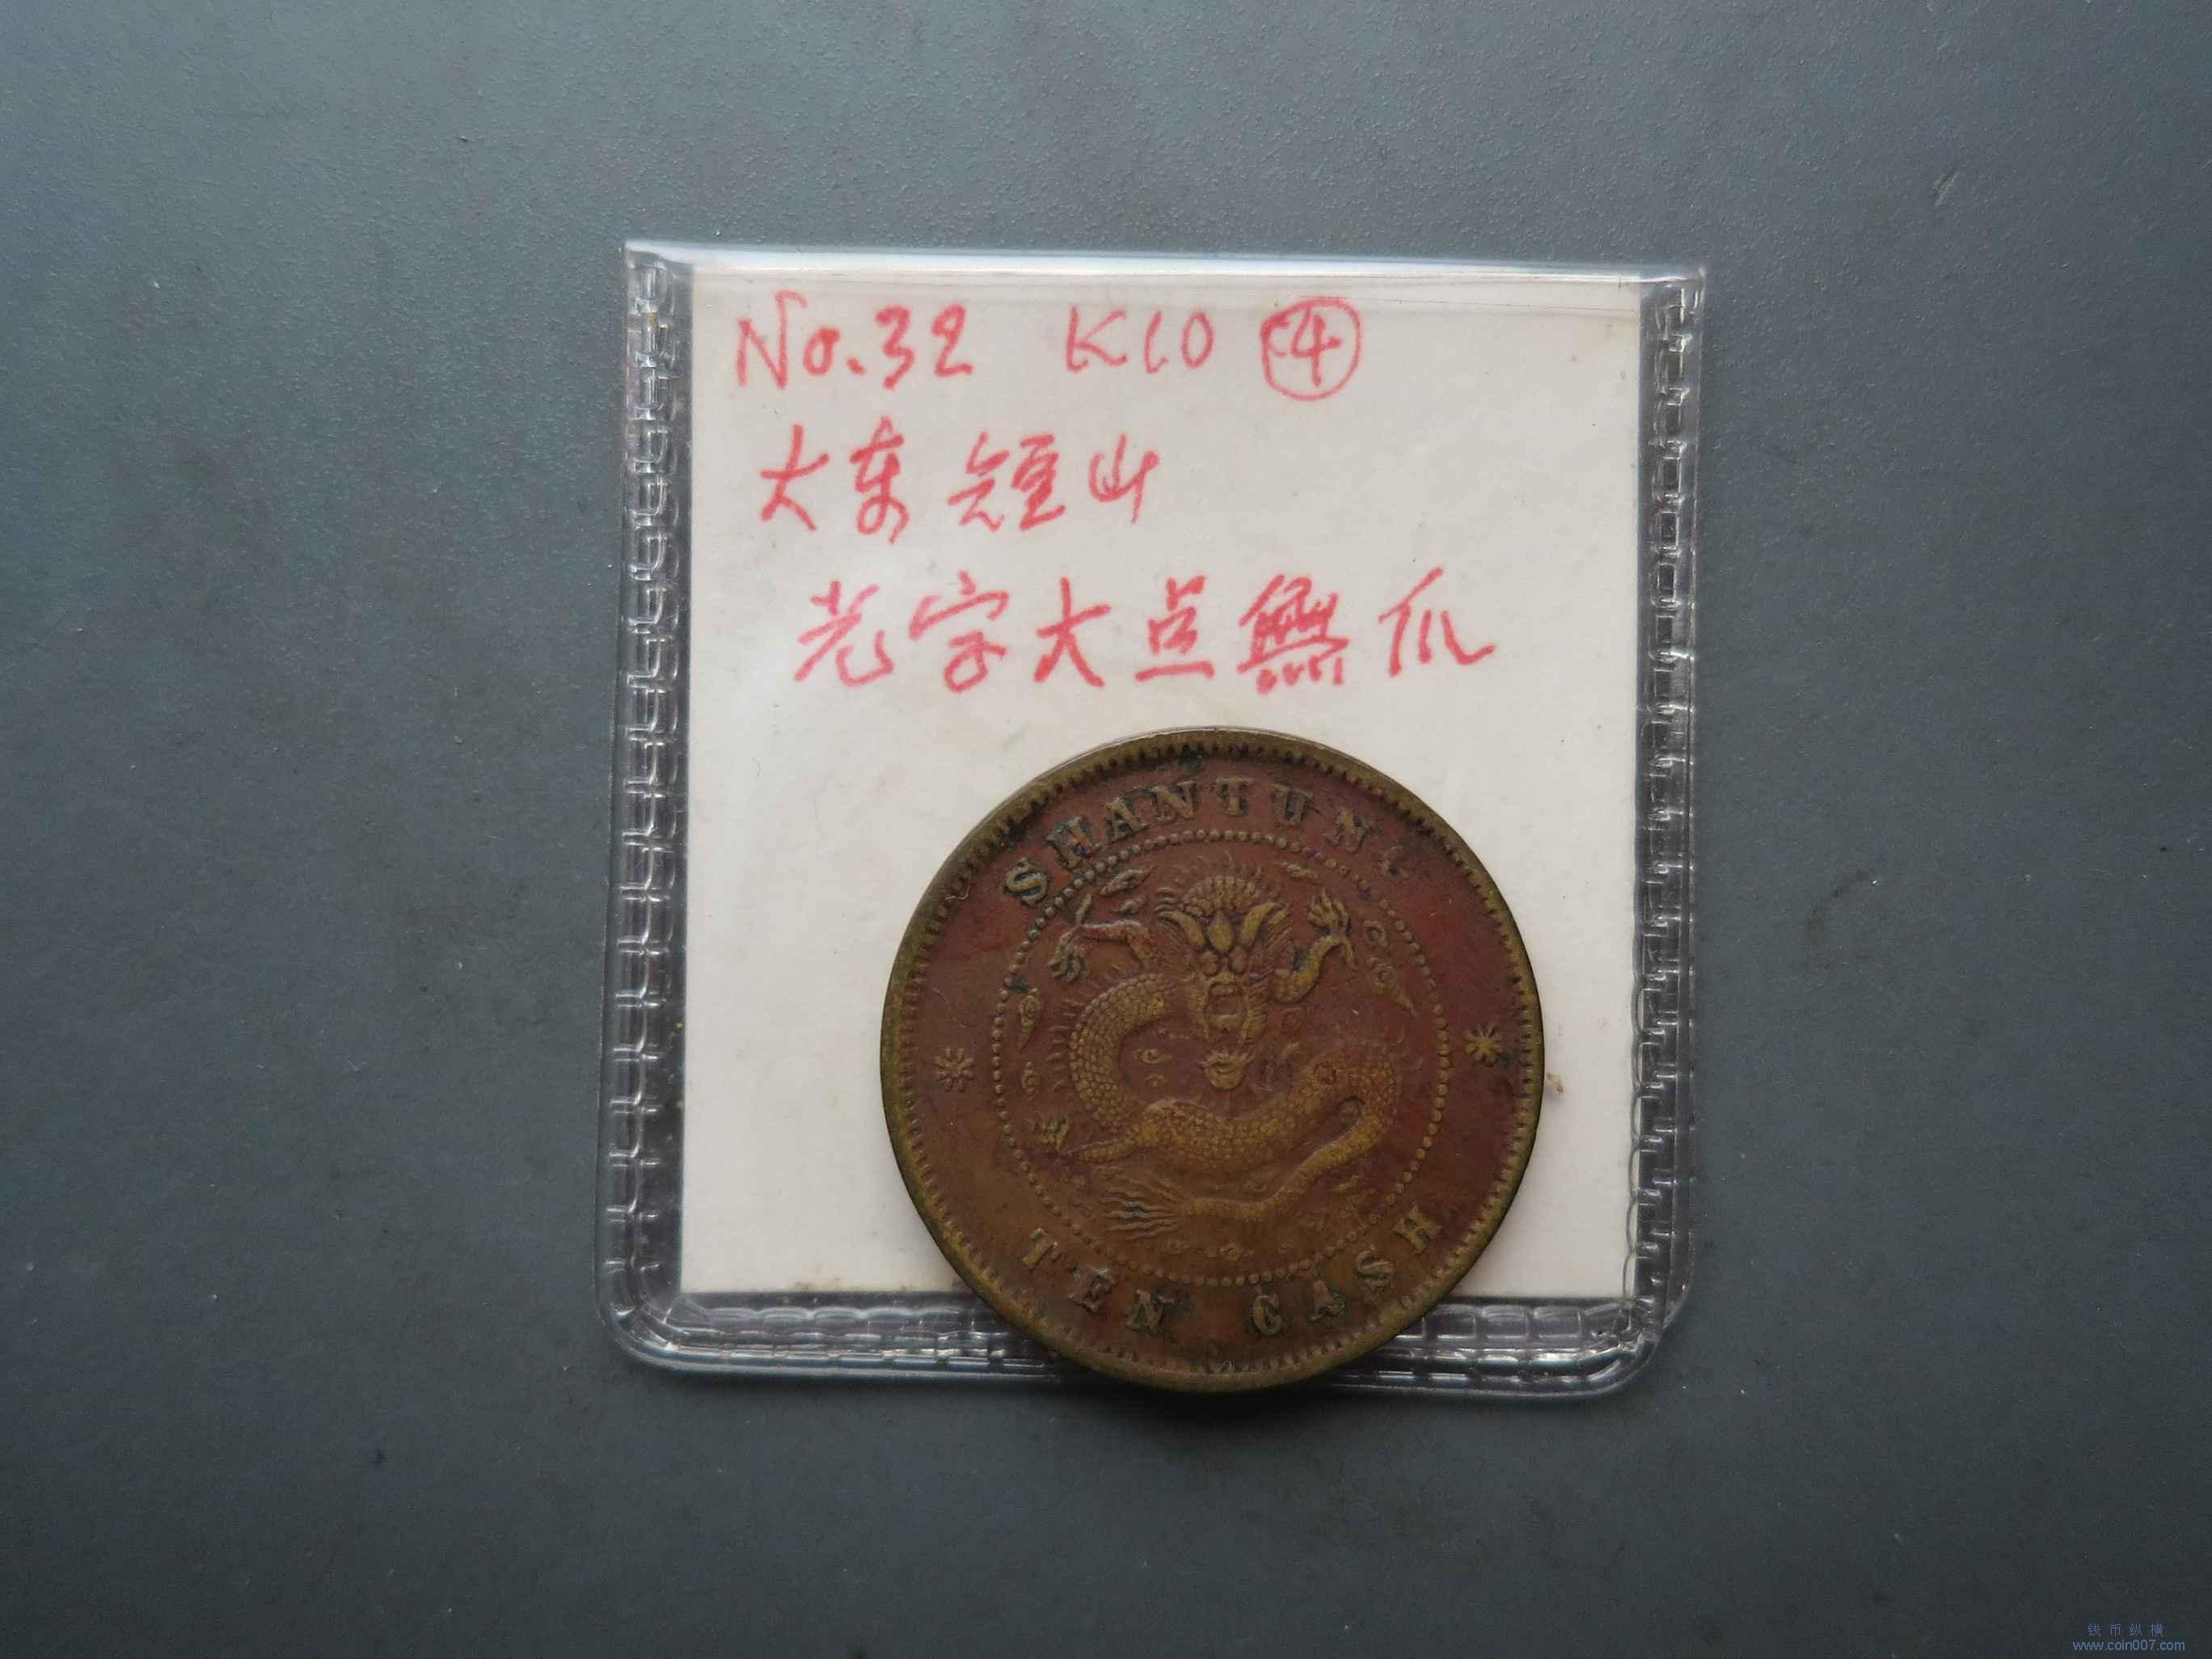 No.32 K10 ④
大东 短山
光字大点無爪
SHANTUNG
TEN CASH
钱币纵横
www.coin007.com